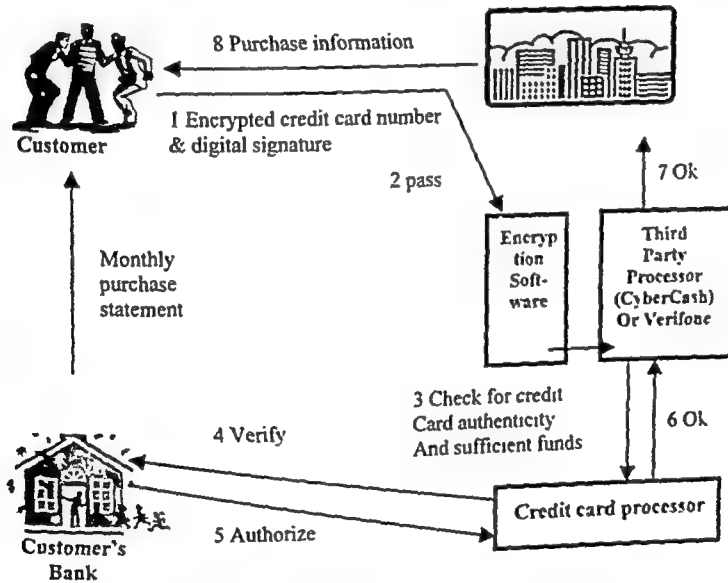 8 Purchase information
1 Encrypted credit card number
& digital signature
Customer
2 pass
7 Ok
Encryp
tion
Soft-
ware
Third
Party
Processor
(CyberCash)
Or Verifone
Monthly
purchase
statement
3 Check for credit
Card authenticity
And sufficient funds
6 Ok
4 Verify
Credit card processor
5 Authorize
Customer's
Bank